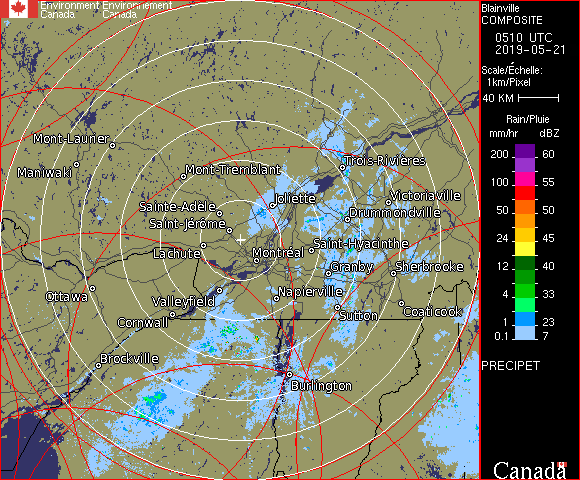 Environment Environnement
Canada Canada
Blainville
COMPOSITE
0510 UTC
2019-05-21
Scale/Échelle:
1km/Pixel
40 KM
Rain/Pluie
mm/hr dBZ
200 60
100 55
50 50
24 45
12 40
4 33
1 23
0.1 7
PRECIPET
Canada
Mont-Laurier
Maniwaki
Mont-Tremblant
Trois-Rivières
Sainte-Adèle
Joliette
Victoriaville
Saint-Jérôme
Drummondville
Lachute
Montréal
Saint-Hyacinthe
Granby
Sherbrooke
Ottawa
Valleyfield
Napierville
Cornwall
Sutton
Coaticook
Brockville
Burlington